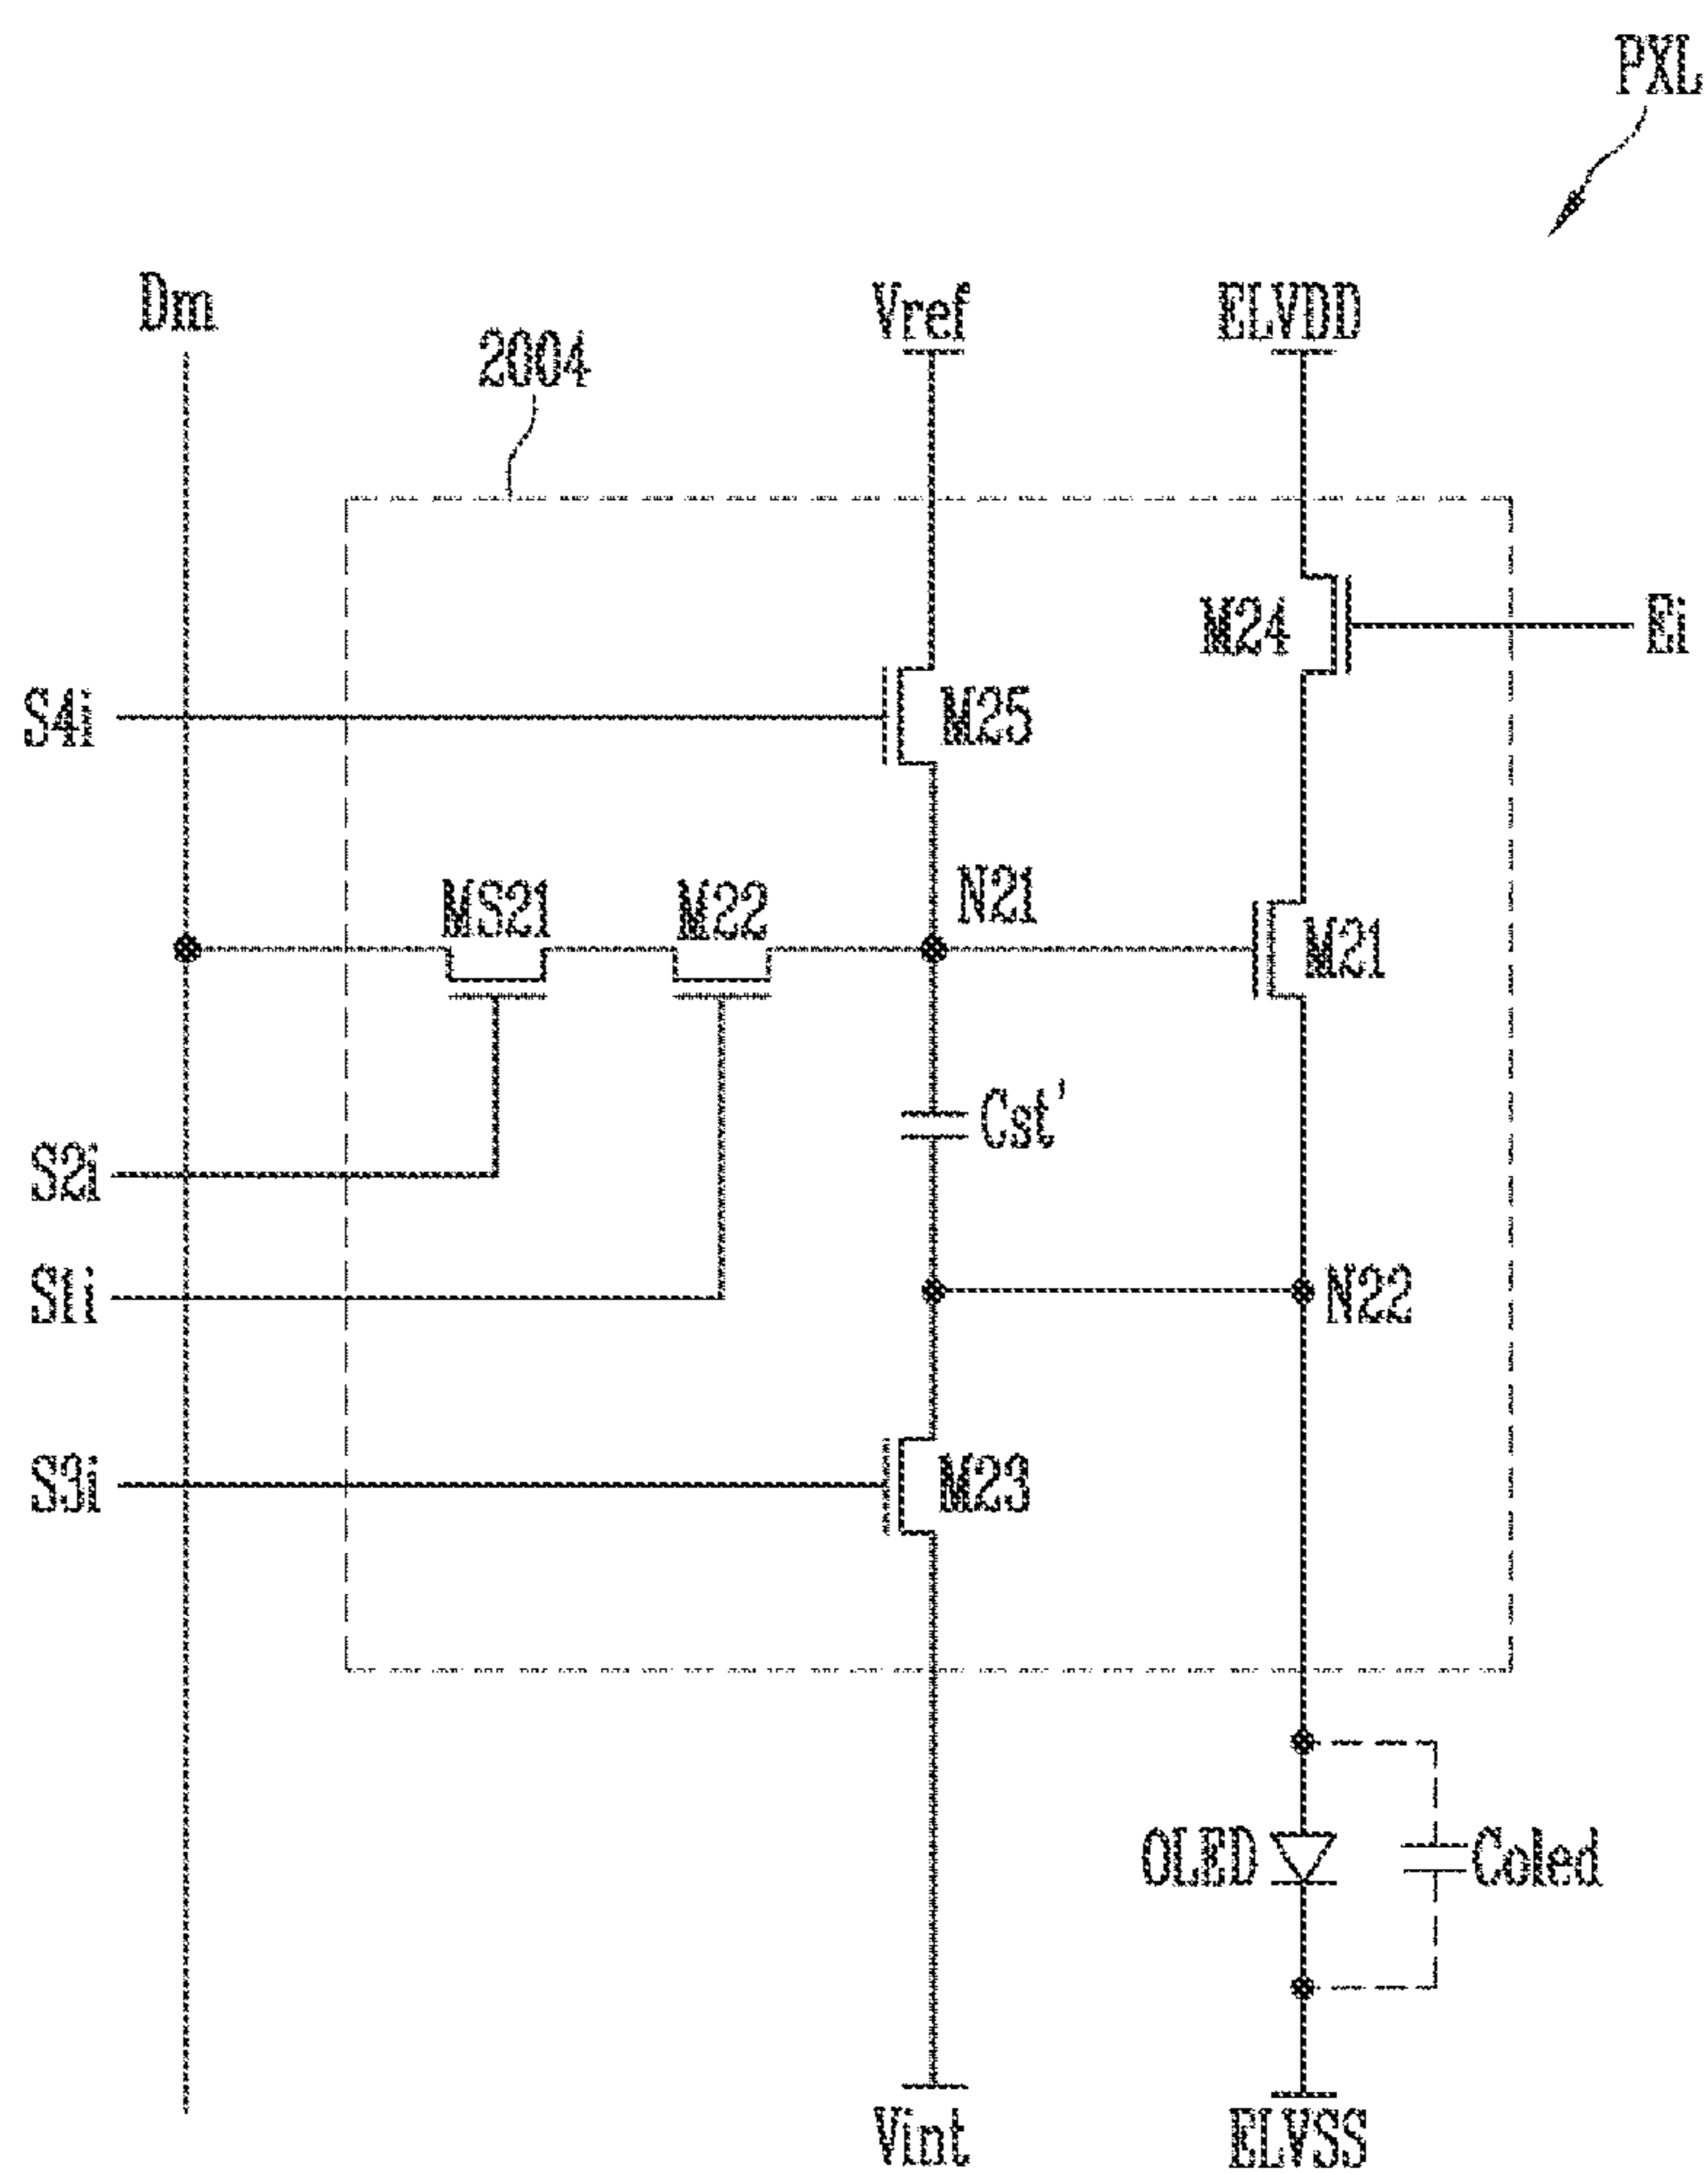 PXL
Dm
Vref
ELVDD
2004
M24
Ei
S4i
M25
N21
MS21
M22
M21
Cst'
S2i
S1i
N22
S3i
M23
OLED
Coled
Vint
ELVSS